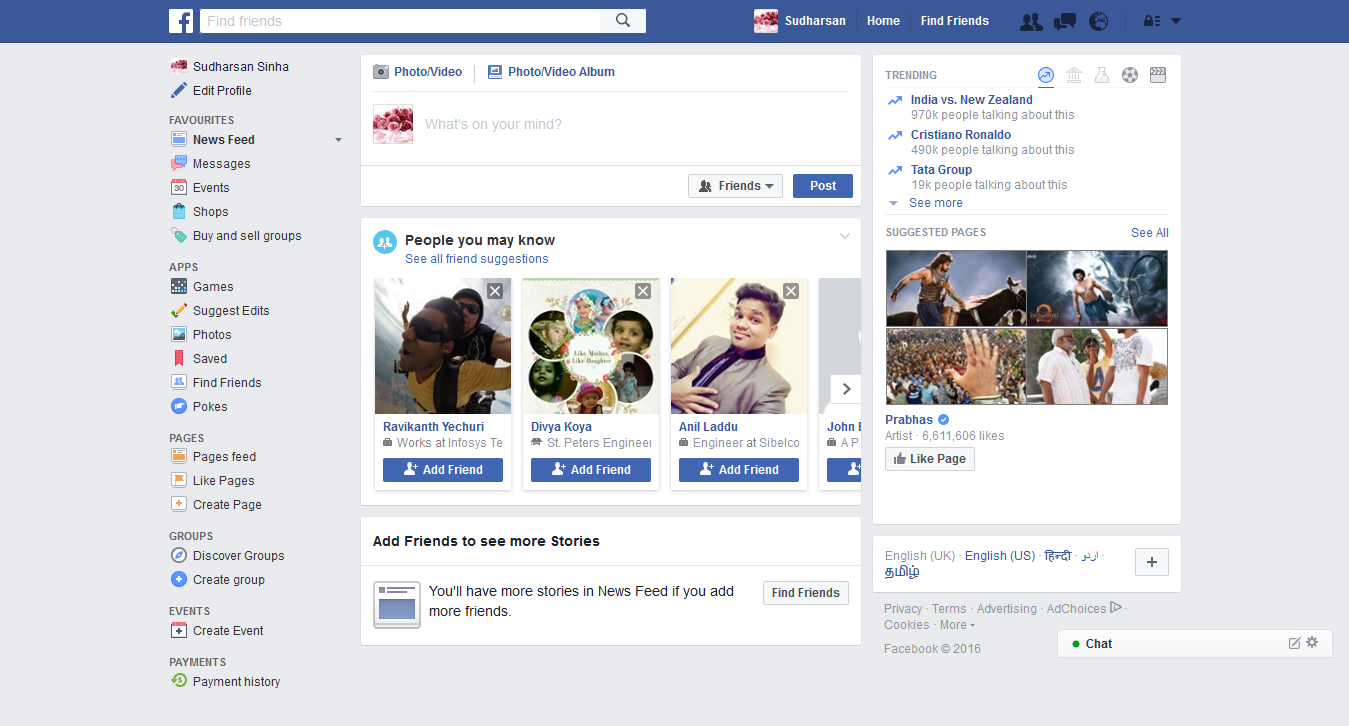 f
Find friends
Sudharsan
Home
Find Friends
Sudharsan Sinha
Edit Profile
FAVOURITES
News Feed
Messages
30 Events
Shops
Buy and sell groups
APPS
Games
Suggest Edits
Photos
Saved
Find Friends
Pokes
PAGES
Pages feed
Like Pages
Create Page
GROUPS
Discover Groups
Create group
EVENTS
Create Event
PAYMENTS
Payment history
Photo/Video
Photo/Video Album
What's on your mind?
Friends
Post
People you may know
See all friend suggestions
Like Mother,
Like Daughter
Ravikanth Yechuri
Works at Infosys Te
Add Friend
Divya Koya
St. Peters Engineer
Add Friend
Anil Laddu
Engineer at Sibelco
Add Friend
John
A P
Add Friends to see more Stories
You'll have more stories in News Feed if you add
more friends.
Find Friends
TRENDING
India vs. New Zealand
970k people talking about this
Cristiano Ronaldo
490k people talking about this
Tata Group
19k people talking about this
See more
SUGGESTED PAGES
See All
Prabhas
Artist · 6,611,606 likes
Like Page
English (UK) · English (US) · हिन्दी · اردو ·
தமிழ்
+
Privacy · Terms · Advertising · AdChoices ·
Cookies · More
Facebook © 2016
Chat